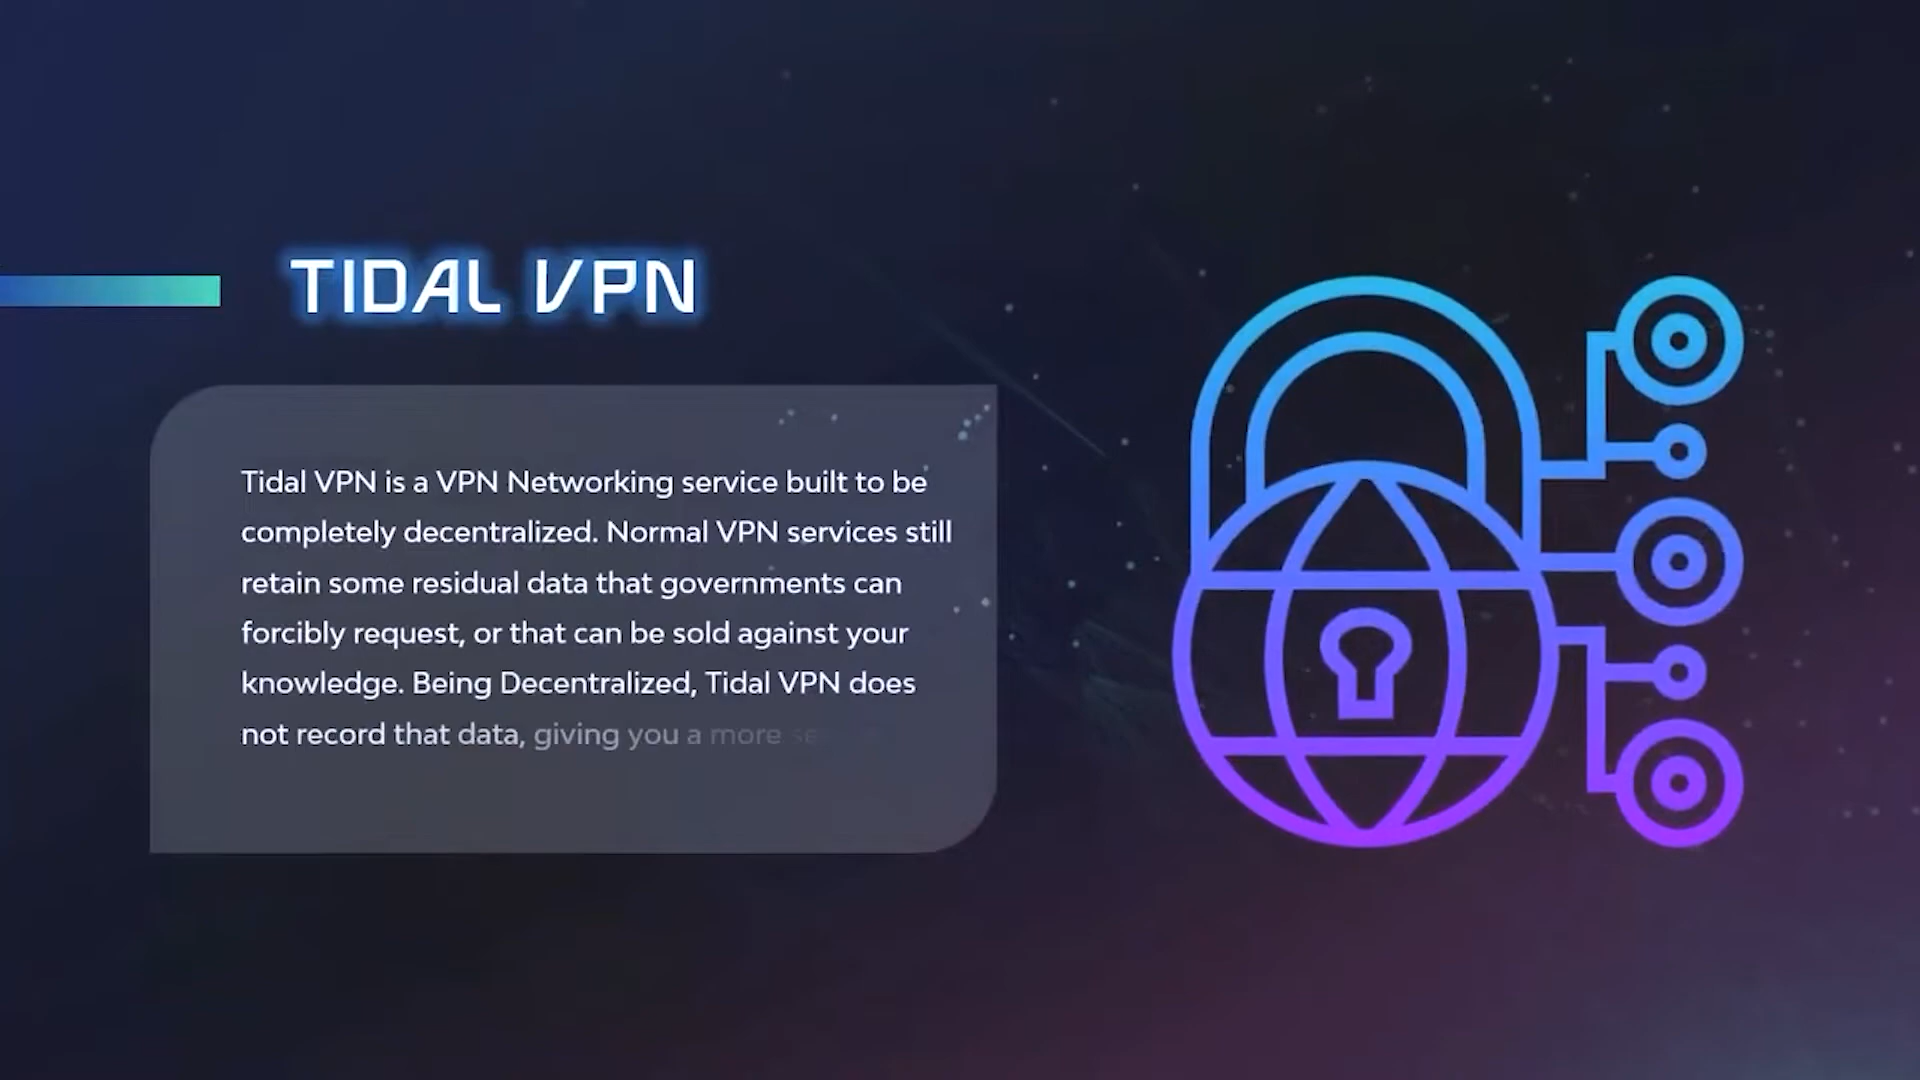 TIDAL VPN
Tidal VPN is a VPN Networking service built to be
completely decentralized. Normal VPN services still
retain some residual data that governments can
forcibly request, or that can be sold against your
knowledge. Being Decentralized, Tidal VPN does
not record that data, giving you a more